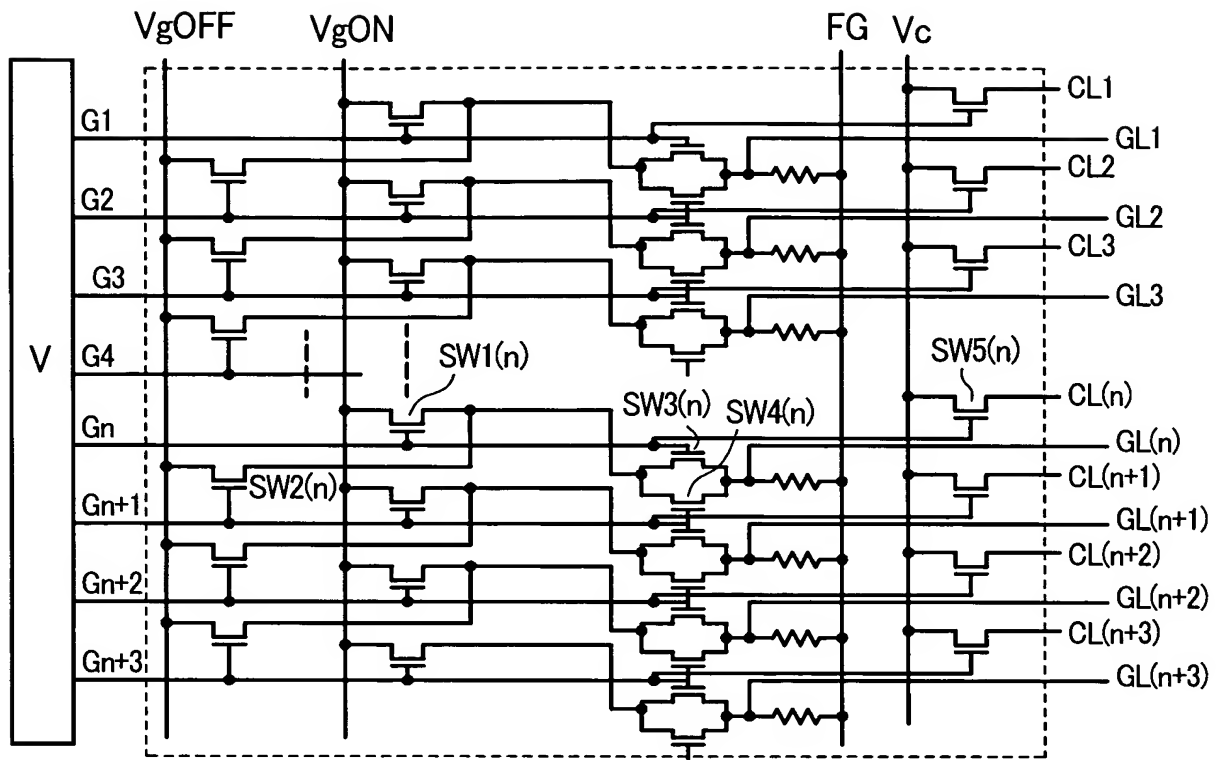 VgOFF VgON FG Vc
V
G1
CL1
GL1
G2
CL2
GL2
G3
CL3
GL3
G4
SW1(n)
SW5(n)
Gn
SW3(n)
SW4(n)
CL(n)
GL(n)
SW2(n)
Gn+1
CL(n+1)
GL(n+1)
Gn+2
CL(n+2)
GL(n+2)
Gn+3
CL(n+3)
GL(n+3)